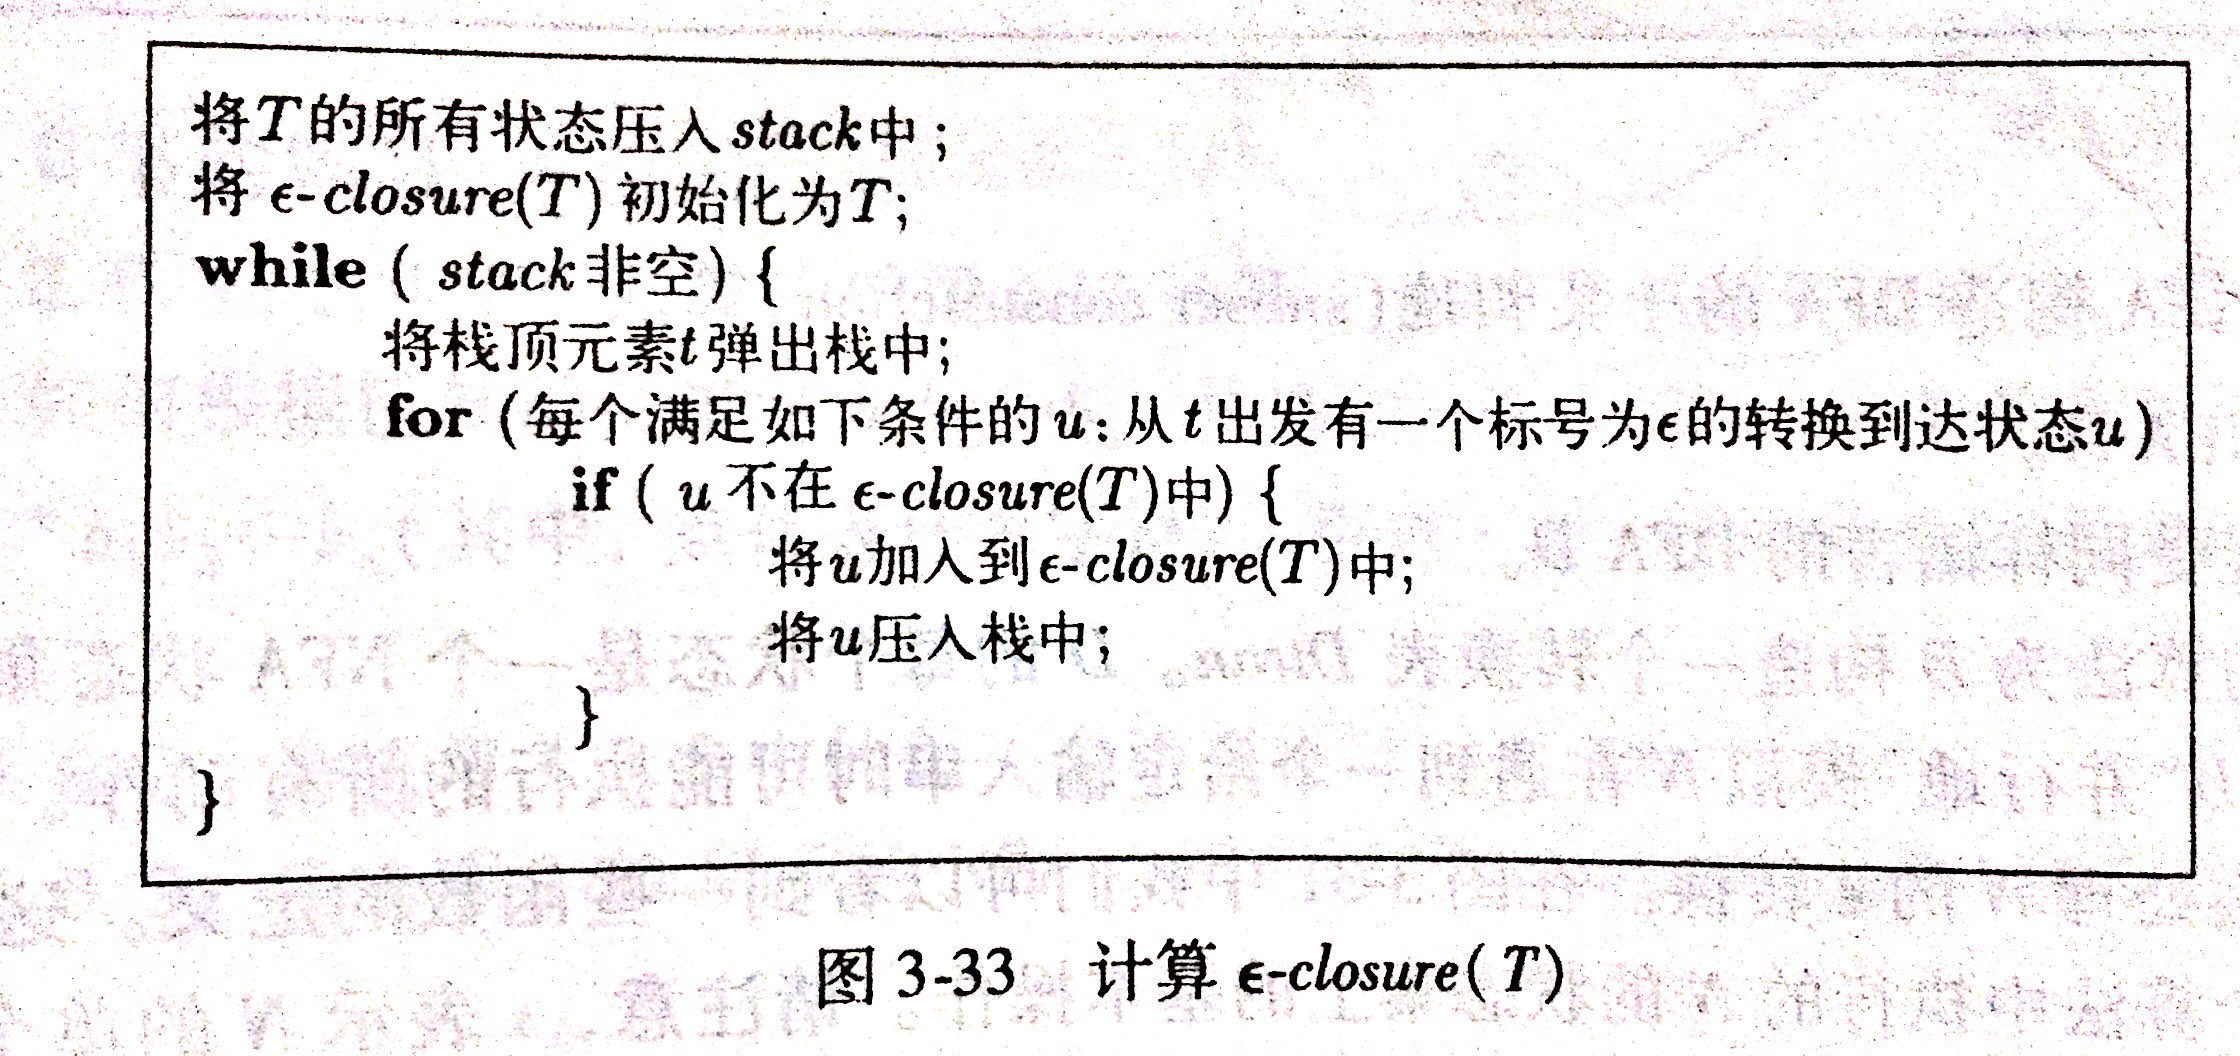 将T的所有状态压入stack中；
将 ϵ-closure(T) 初始化为T;
while ( stack非空) {
将栈顶元素t弹出栈中;
for (每个满足如下条件的u:从t出发有一个标号为ϵ的转换到达状态u)
if ( u 不在 ϵ-closure(T)中) {
将u加入到ϵ-closure(T)中;
将u压入栈中;
}
}
图 3-33 计算 ϵ-closure( T)